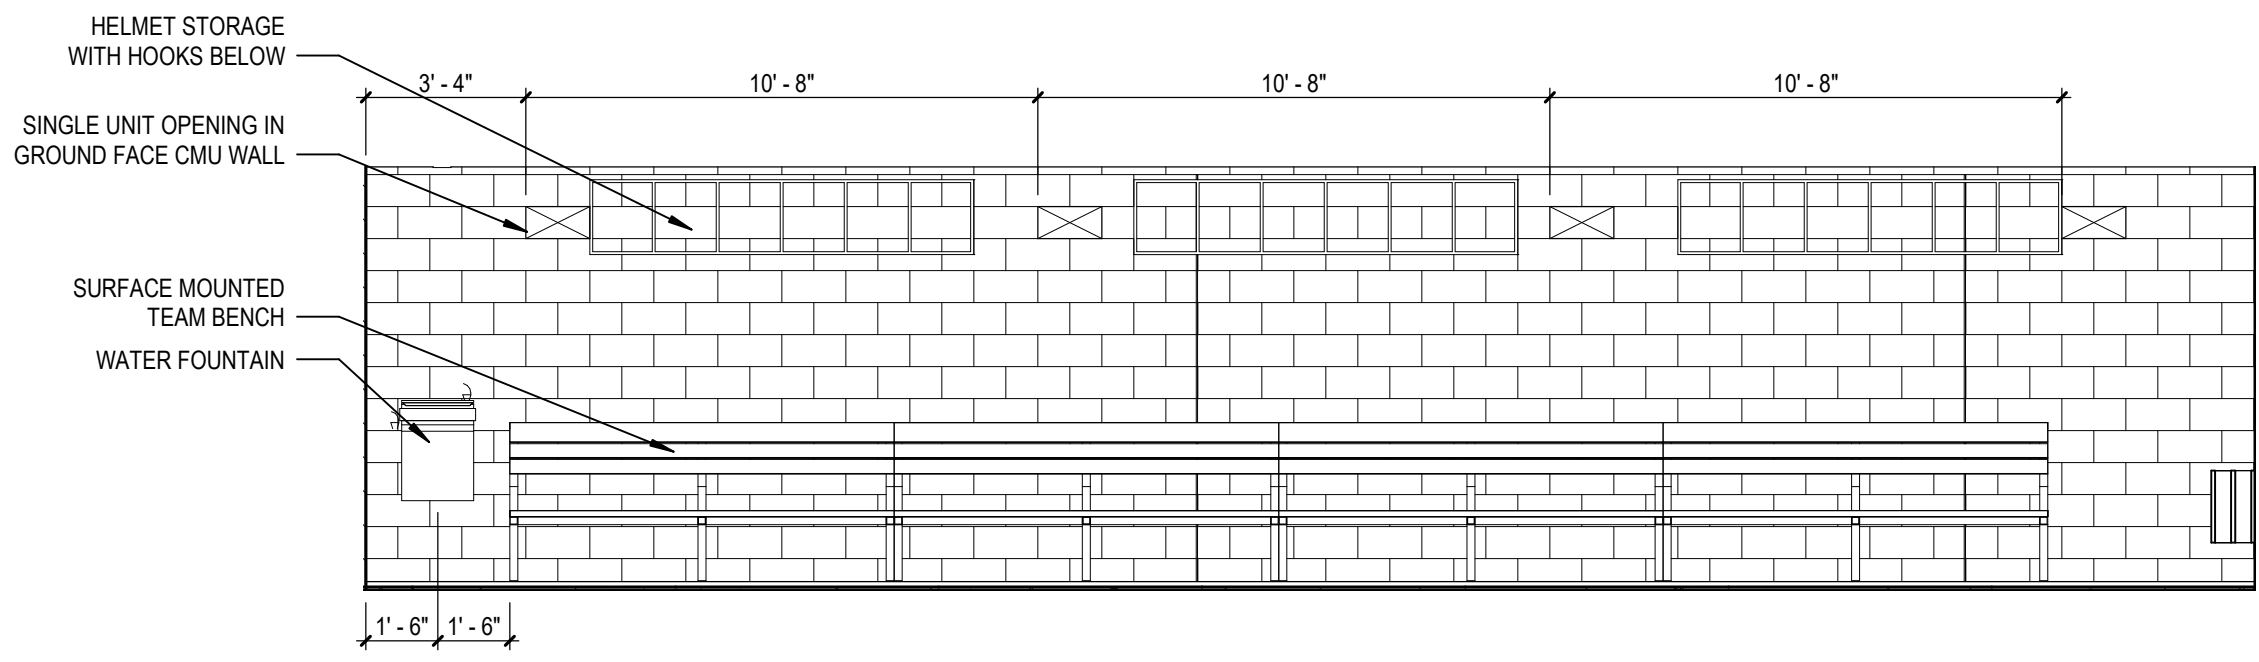 HELMET STORAGE
WITH HOOKS BELOW
3' - 4"
10' - 8"
10' - 8"
10' - 8"
SINGLE UNIT OPENING IN
GROUND FACE CMU WALL
SURFACE MOUNTED
TEAM BENCH
WATER FOUNTAIN
1' - 6"
1' - 6"